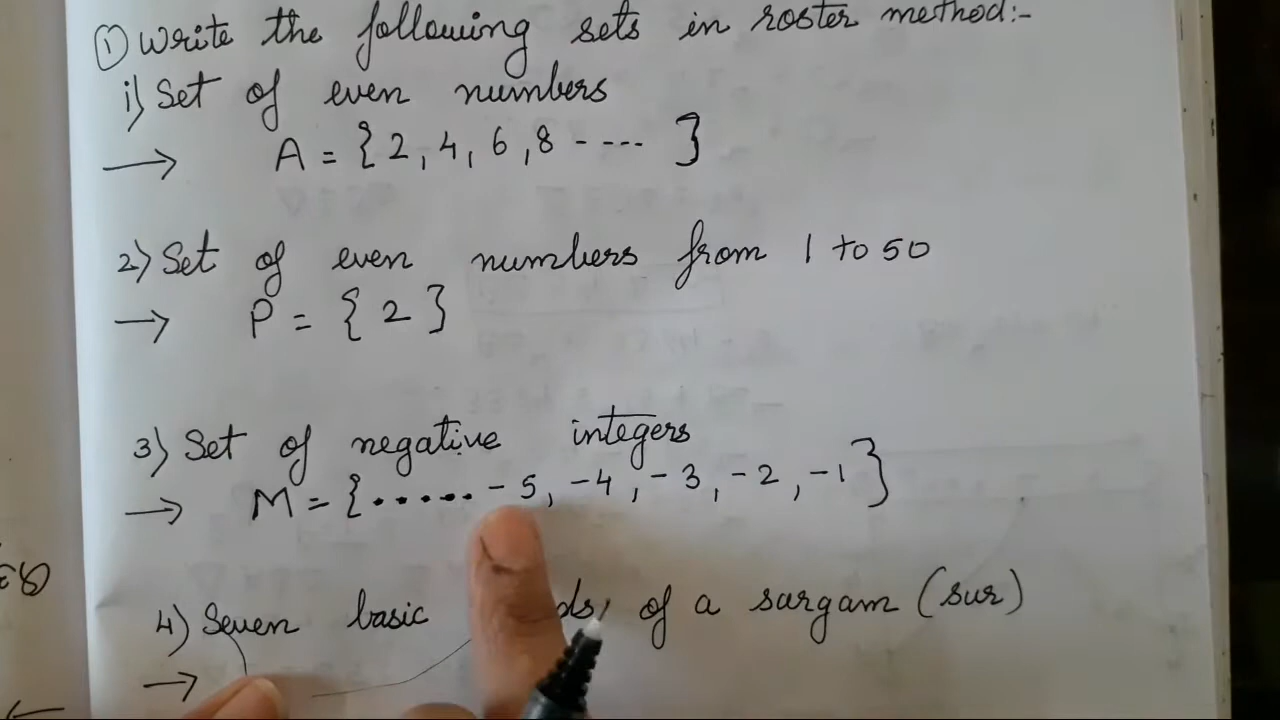 ① Write the following sets in roster method:-
i) Set of even numbers
→ A = { 2, 4, 6, 8 - ---- }
2) Set of even numbers from 1 to 50
→ P = { 2 }
3) Set of negative integers
→ M = { ..... -5, -4, -3, -2, -1 }
4) Seven basic of a sargam (sur)
→